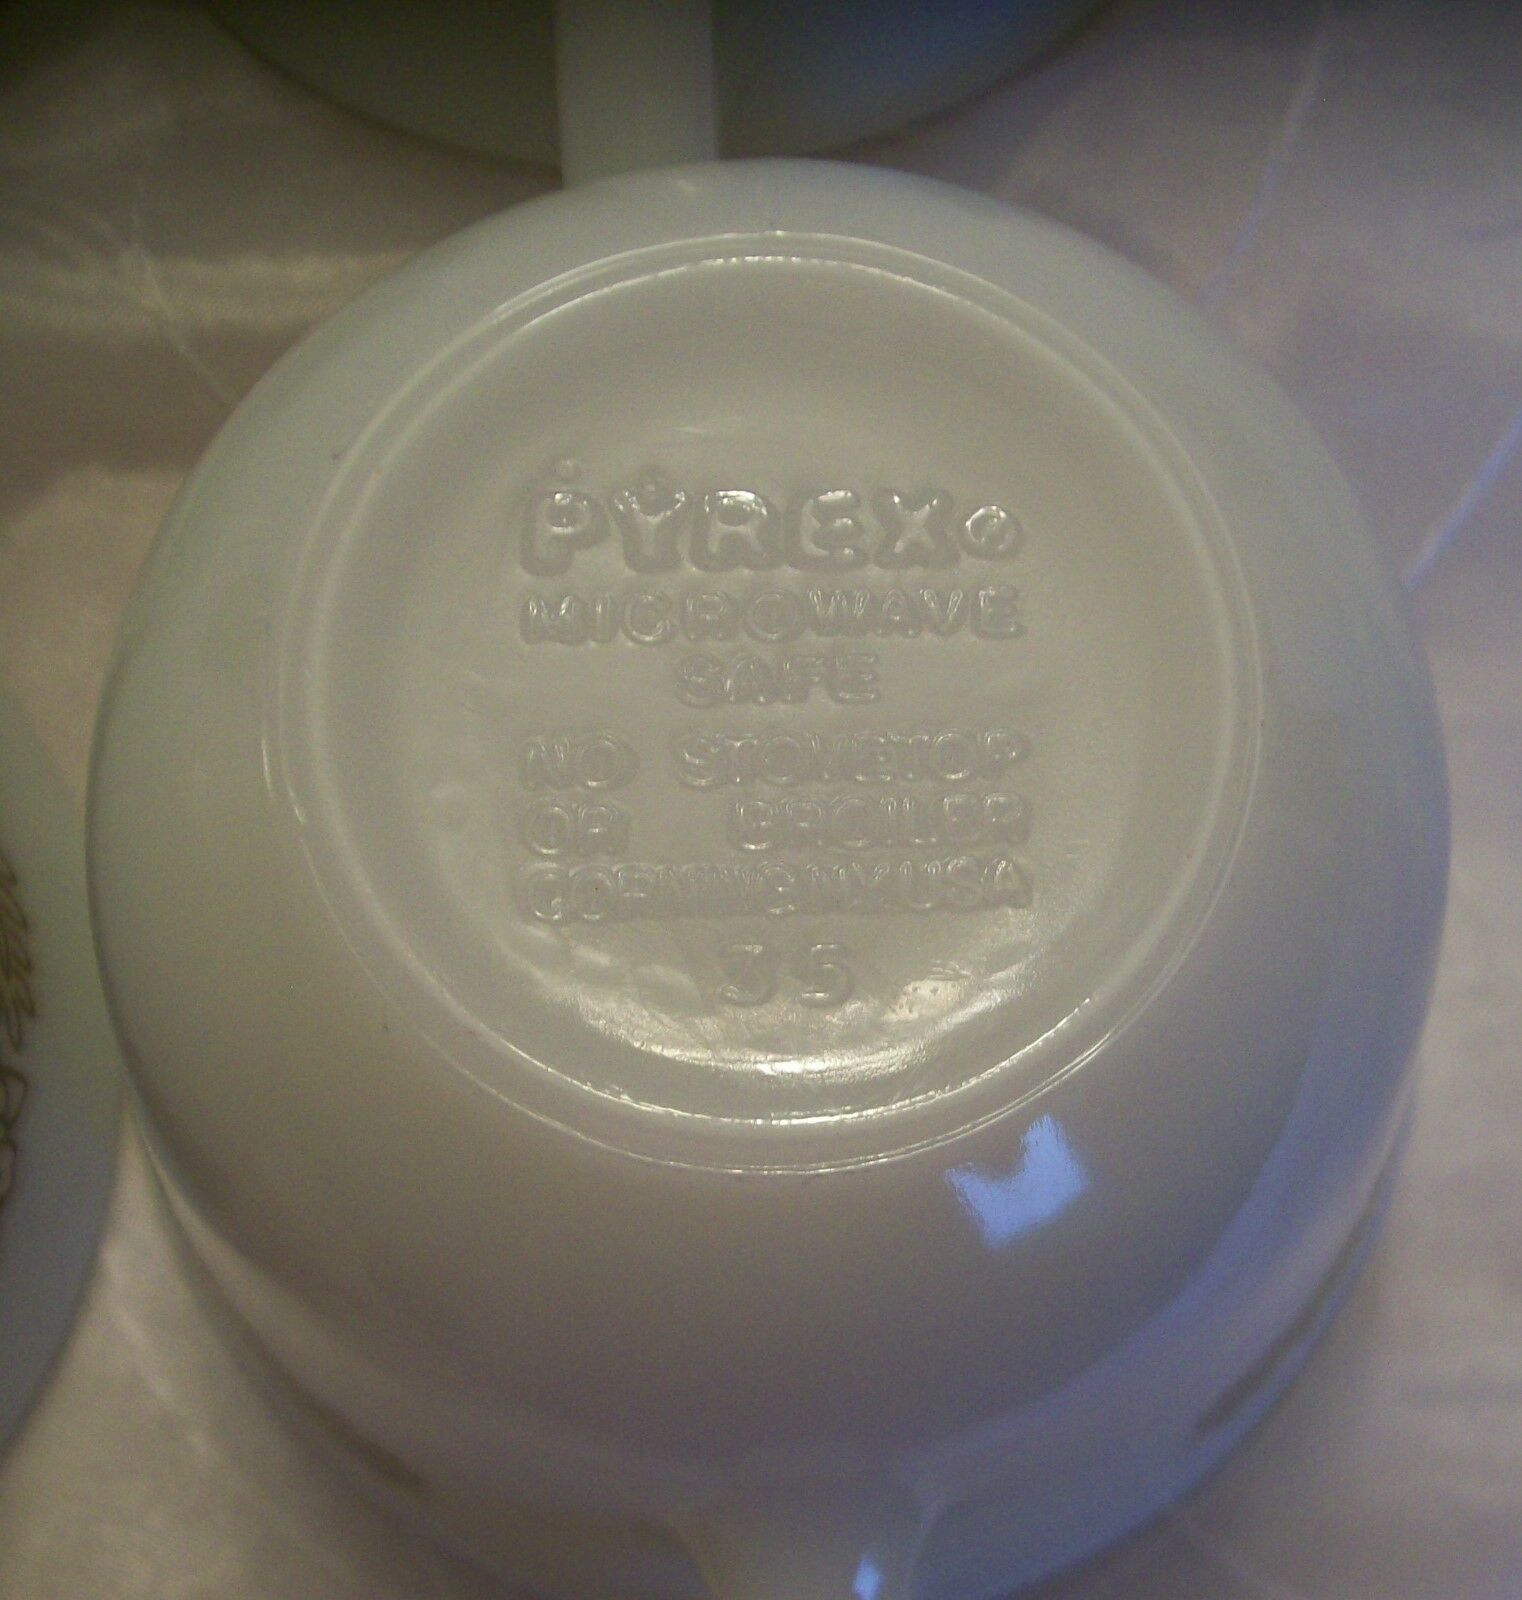 PYREX®
MICROWAVE
SAFE
NO STOVETOP
OR BROILER
CORNING NY USA
35